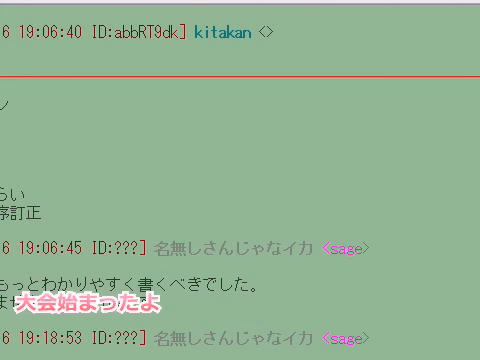 6 19:06:40 ID:abbRT9dk] kitakan <>
ノ
らい
序訂正
6 19:06:45 ID:???] 名無しさんじゃなイカ <sage>
もっとわかりやすく書くべきでした。
大会始まったよ
6 19:18:53 ID:???] 名無しさんじゃなイカ <sage>